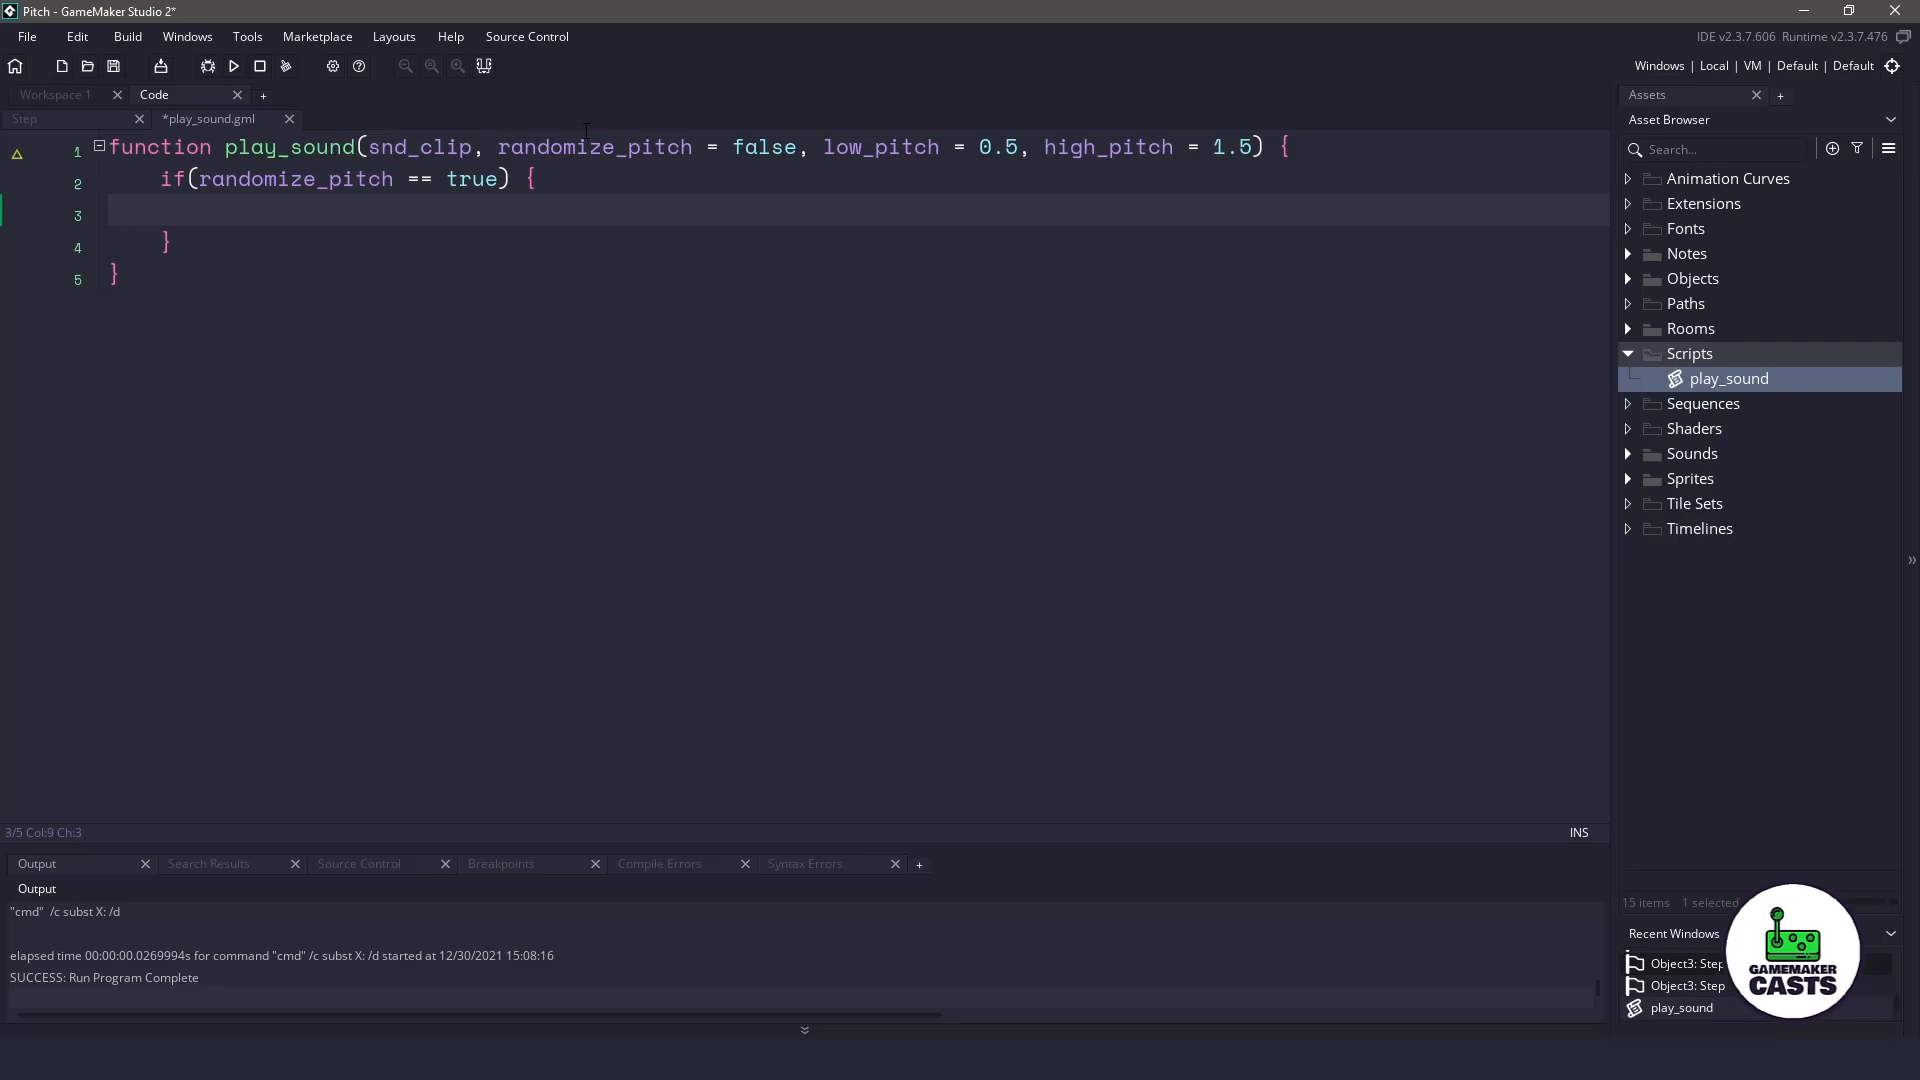 Pitch - GameMaker Studio 2*
File Edit Build Windows Tools Marketplace Layouts Help Source Control
IDE v2.3.7.606 Runtime v2.3.7.476
Windows | Local | VM | Default | Default
Workspace 1
Code
Assets
Step
*play_sound.gml
Asset Browser
1 function play_sound(snd_clip, randomize_pitch = false, low_pitch = 0.5, high_pitch = 1.5) {
2 if(randomize_pitch == true) {
3
4 }
5 }
Search...
Animation Curves
Extensions
Fonts
Notes
Objects
Paths
Rooms
Scripts
play_sound
Sequences
Shaders
Sounds
Sprites
Tile Sets
Timelines
3/5 Col:9 Ch:3
INS
Output Search Results Source Control Breakpoints Compile Errors Syntax Errors
Output
"cmd" /c subst X: /d
elapsed time 00:00:00.0269994s for command "cmd" /c subst X: /d started at 12/30/2021 15:08:16
SUCCESS: Run Program Complete
15 items 1 selected
Recent Windows
Object3: Step
Object3: Step
play_sound
GAMEMAKER
CASTS